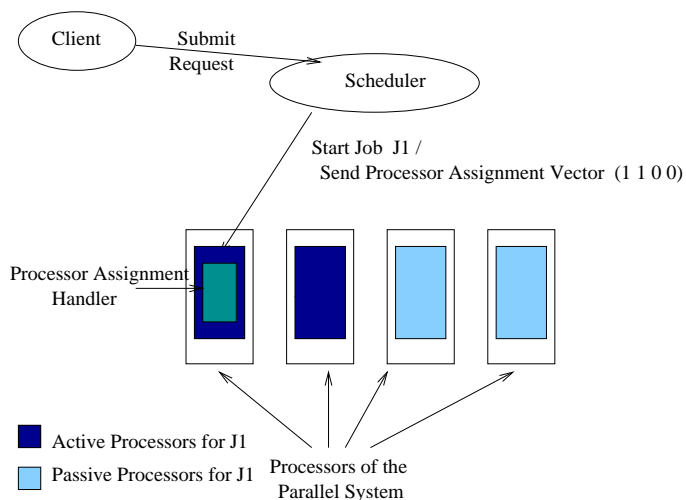 Client
Submit
Request
Scheduler
Start Job J1 /
Send Processor Assignment Vector (1 1 0 0)
Processor Assignment
Handler
Active Processors for J1
Passive Processors for J1
Processors of the
Parallel System